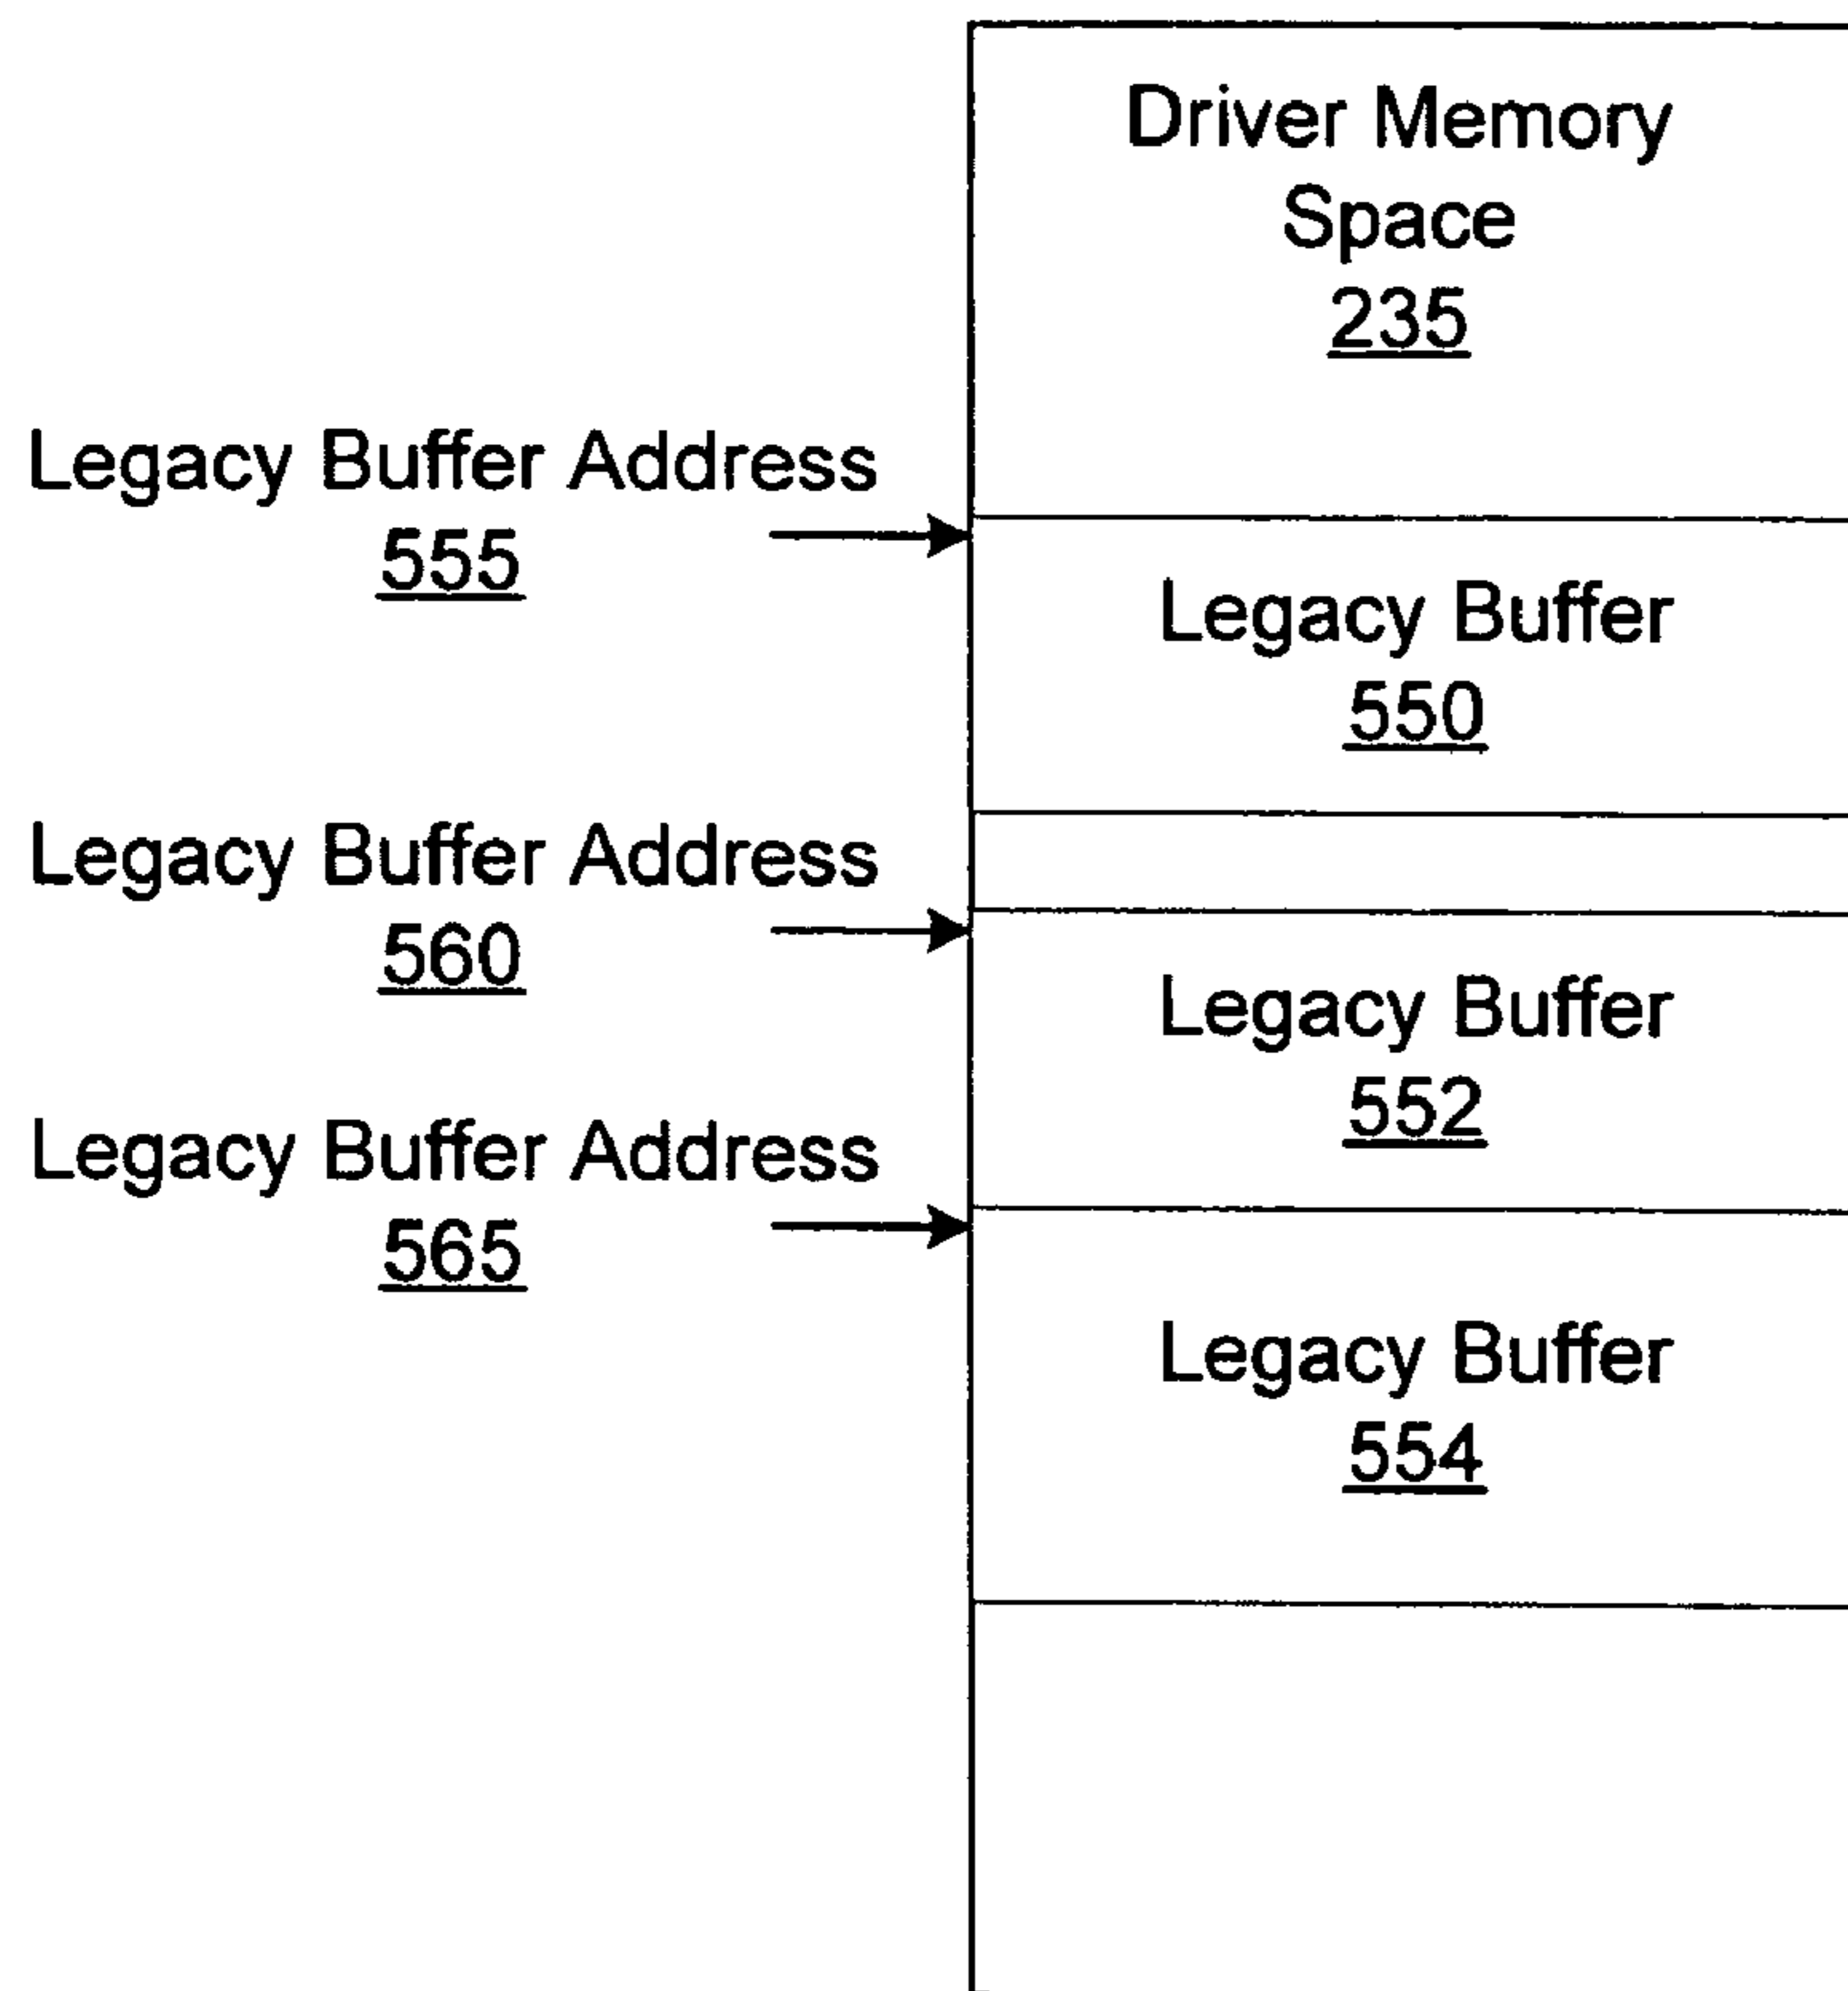 Driver Memory
Space
235
Legacy Buffer Address
555
Legacy Buffer
550
Legacy Buffer Address
560
Legacy Buffer
552
Legacy Buffer Address
565
Legacy Buffer
554